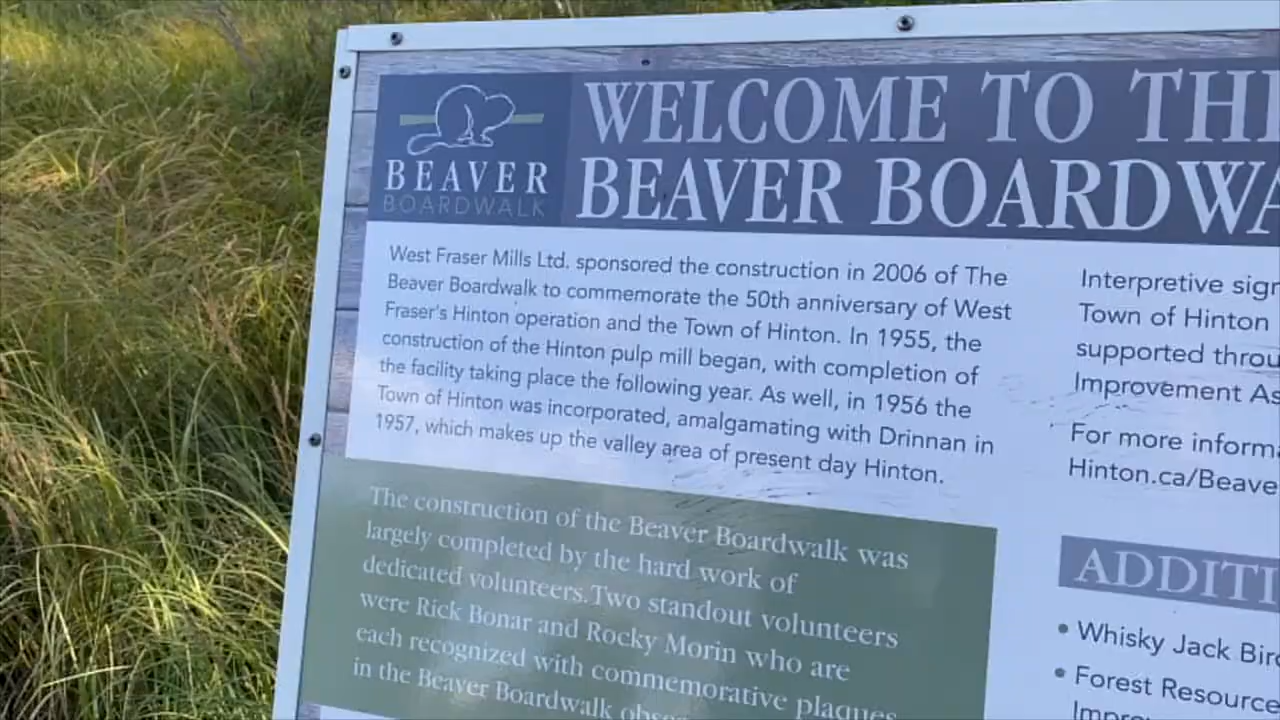 BEAVER
BOARDWALK
WELCOME TO TH
BEAVER BOARDWA
West Fraser Mills Ltd. sponsored the construction in 2006 of The
Beaver Boardwalk to commemorate the 50th anniversary of West
Fraser's Hinton operation and the Town of Hinton. In 1955, the
construction of the Hinton pulp mill began, with completion of
the facility taking place the following year. As well, in 1956 the
Town of Hinton was incorporated, amalgamating with Drinnan in
1957, which makes up the valley area of present day Hinton.
The construction of the Beaver Boardwalk was
largely completed by the hard work of
dedicated volunteers. Two standout volunteers
were Rick Bonar and Rocky Morin who are
each recognized with commemorative plaques
in the Beaver Boardwalk obse
Interpretive sign
Town of Hinton
supported throu
Improvement As
For more inform
Hinton.ca/Beave
ADDITI
• Whisky Jack Bird
• Forest Resource
Impro